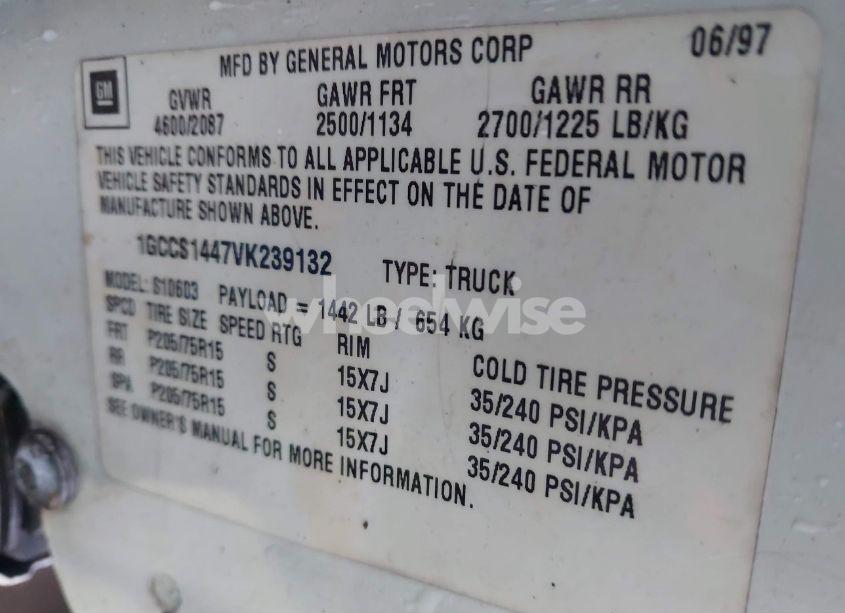 MFD BY GENERAL MOTORS CORP 06/97
GM
GVWR GAWR FRT GAWR RR
4600/2087 2500/1134 2700/1225 LB/KG
THIS VEHICLE CONFORMS TO ALL APPLICABLE U.S. FEDERAL MOTOR
VEHICLE SAFETY STANDARDS IN EFFECT ON THE DATE OF
MANUFACTURE SHOWN ABOVE.
1GCCS1447VK239132 TYPE: TRUCK
MODEL: S10603 PAYLOAD = 1442 LB / 654 KG
SPCD TIRE SIZE SPEED RTG RIM COLD TIRE PRESSURE
FRT P205/75R15 S 15X7J 35/240 PSI/KPA
RR P205/75R15 S 15X7J 35/240 PSI/KPA
SPA P205/75R15 S 15X7J 35/240 PSI/KPA
SEE OWNER'S MANUAL FOR MORE INFORMATION.
wheelwise